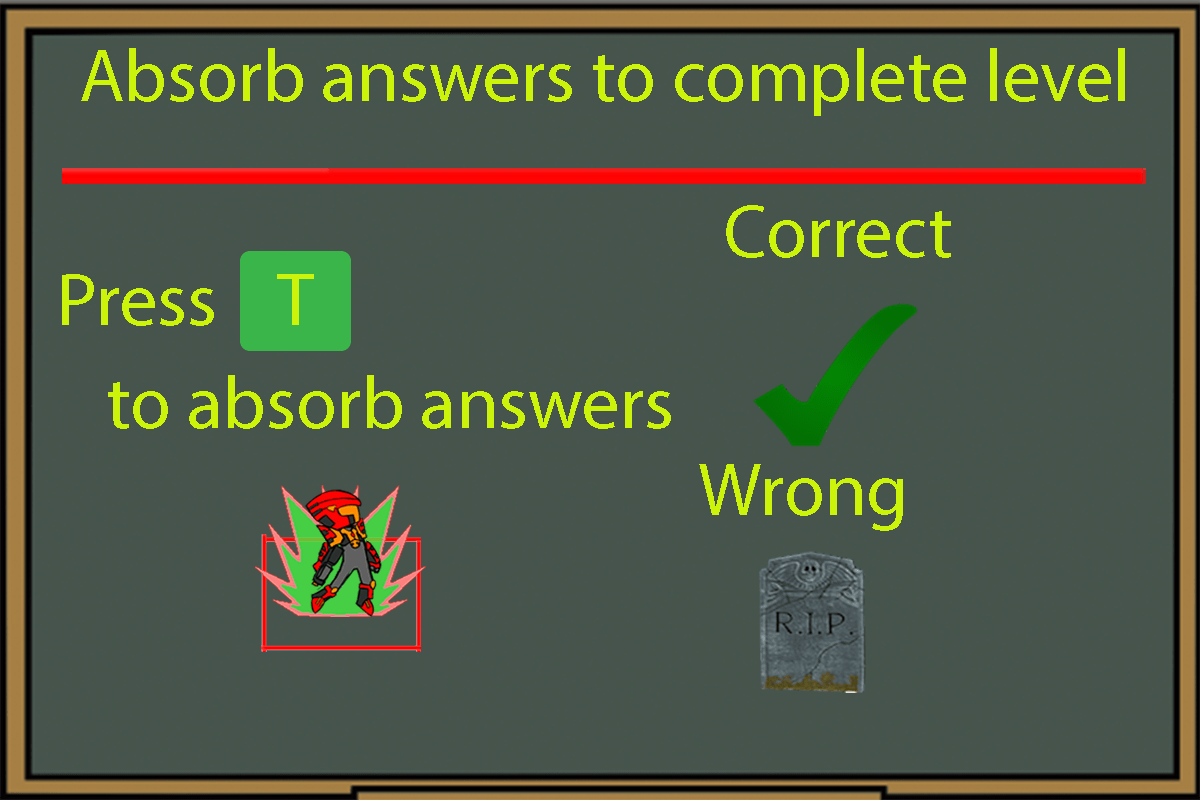 Absorb answers to complete level
Press T
to absorb answers
Correct
Wrong
R.I.P.